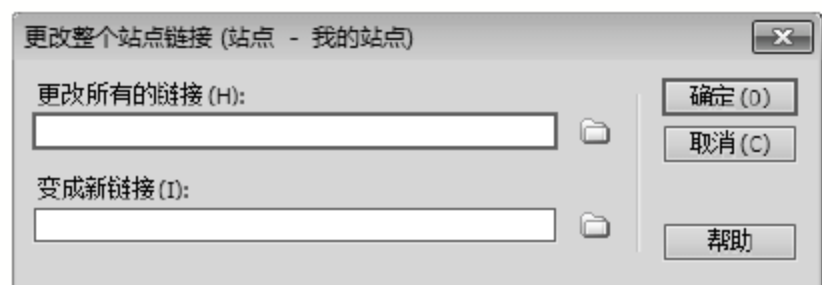 更改整个站点链接 (站点 - 我的站点)
更改所有的链接(H):
确定(O)
取消(C)
变成新链接(I):
帮助